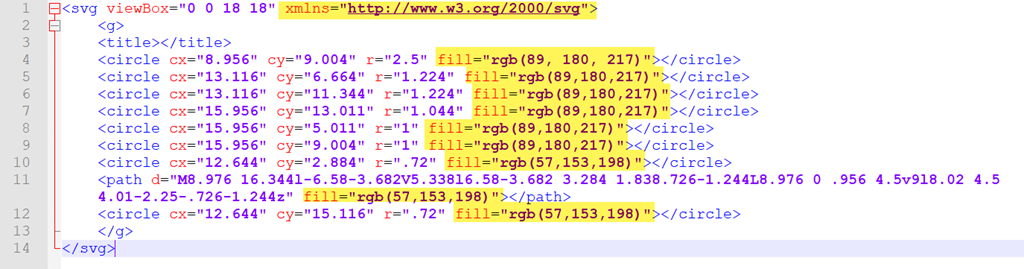 1 <svg viewBox="0 0 18 18" xmlns="http://www.w3.org/2000/svg">
2 <g>
3 <title></title>
4 <circle cx="8.956" cy="9.004" r="2.5" fill="rgb(89, 180, 217)"></circle>
5 <circle cx="13.116" cy="6.664" r="1.224" fill="rgb(89,180,217)"></circle>
6 <circle cx="13.116" cy="11.344" r="1.224" fill="rgb(89,180,217)"></circle>
7 <circle cx="15.956" cy="13.011" r="1.044" fill="rgb(89,180,217)"></circle>
8 <circle cx="15.956" cy="5.011" r="1" fill="rgb(89,180,217)"></circle>
9 <circle cx="15.956" cy="9.004" r="1" fill="rgb(89,180,217)"></circle>
10 <circle cx="12.644" cy="2.884" r=".72" fill="rgb(57,153,198)"></circle>
11 <path d="M8.976 16.344l-6.58-3.682V5.338l6.58-3.682 3.284 1.838.726-1.244L8.976 0 .956 4.5v9l8.02 4.5
4.01-2.25-.726-1.244z" fill="rgb(57,153,198)"></path>
12 <circle cx="12.644" cy="15.116" r=".72" fill="rgb(57,153,198)"></circle>
13 </g>
14 </svg>